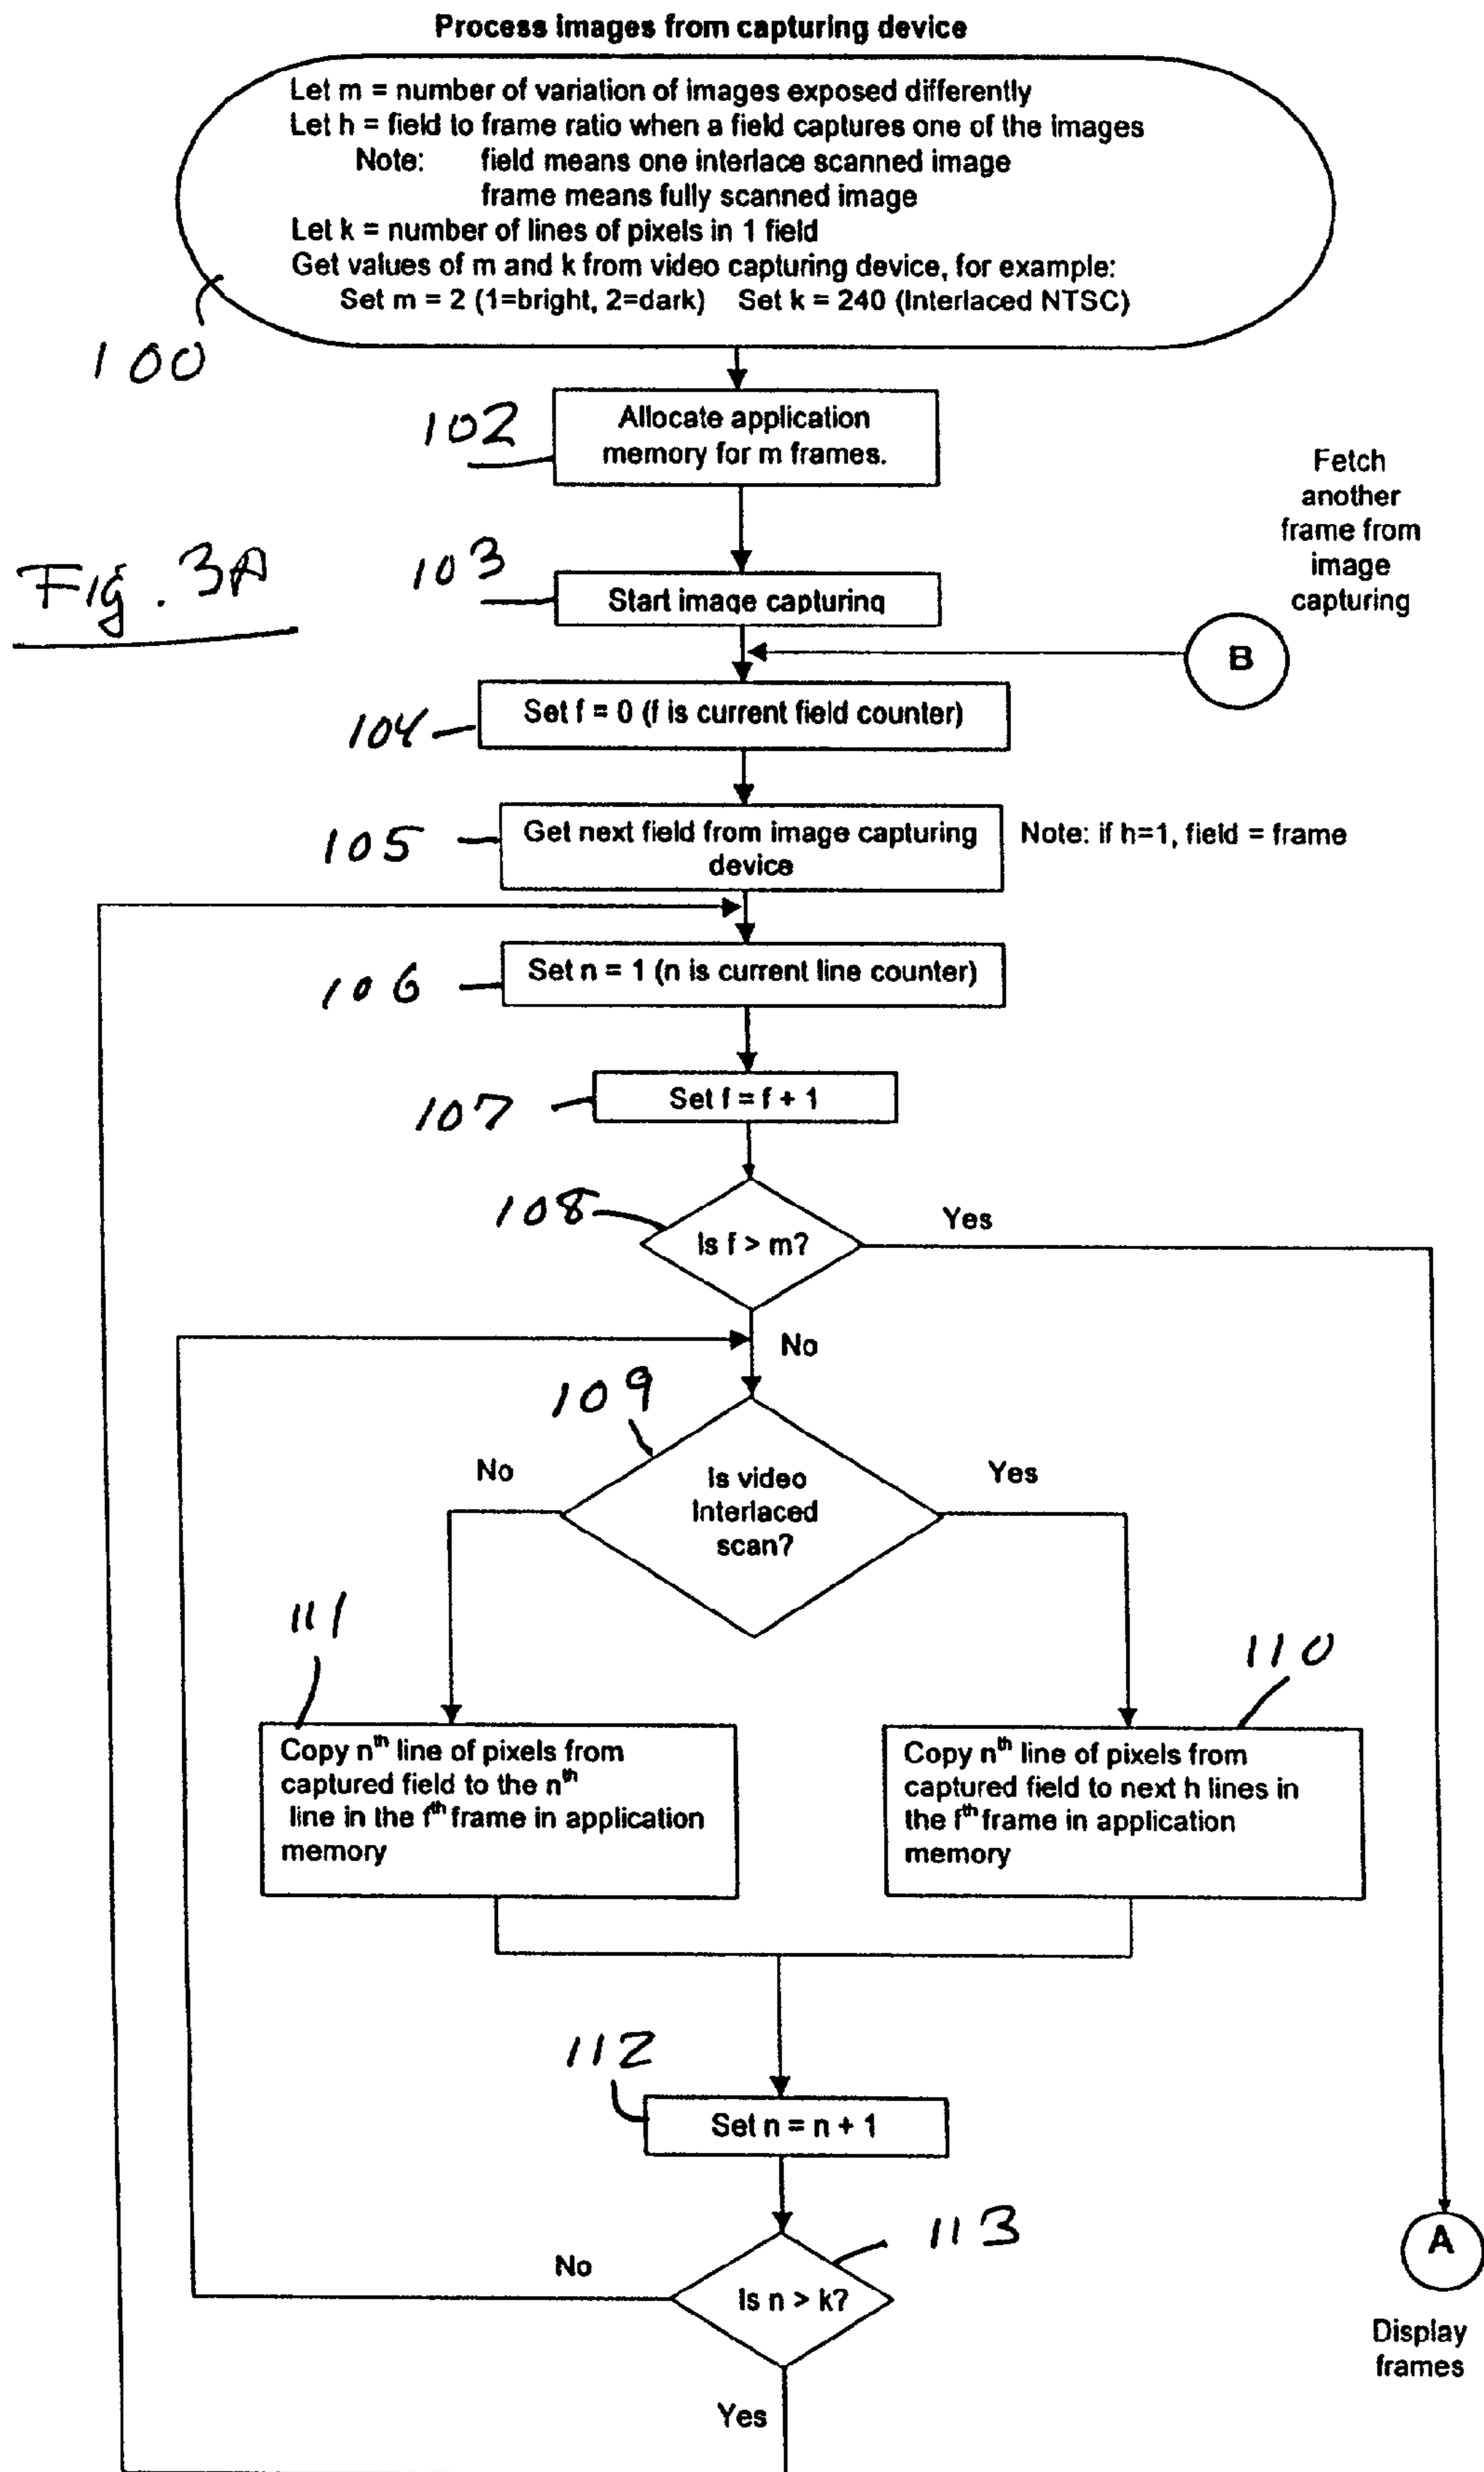 Process images from capturing device
Let m = number of variation of images exposed differently
Let h = field to frame ratio when a field captures one of the images
Note: field means one interlace scanned image
frame means fully scanned image
Let k = number of lines of pixels in 1 field
Get values of m and k from video capturing device, for example:
Set m = 2 (1=bright, 2=dark) Set k = 240 (Interlaced NTSC)
100
Allocate application
memory for m frames.
102
Fetch
another
frame from
image
capturing
Fig. 3A
103
Start image capturing
B
104
Set f = 0 (f is current field counter)
105
Get next field from image capturing
device
Note: if h=1, field = frame
106
Set n = 1 (n is current line counter)
107
Set f = f + 1
108
Is f > m?
Yes
No
109
No
Is video
Interlaced
scan?
Yes
111
110
Copy nth line of pixels from
captured field to the nth
line in the fth frame in application
memory
Copy nth line of pixels from
captured field to next h lines in
the fth frame in application
memory
112
Set n = n + 1
113
No
Is n > k?
A
Display
frames
Yes